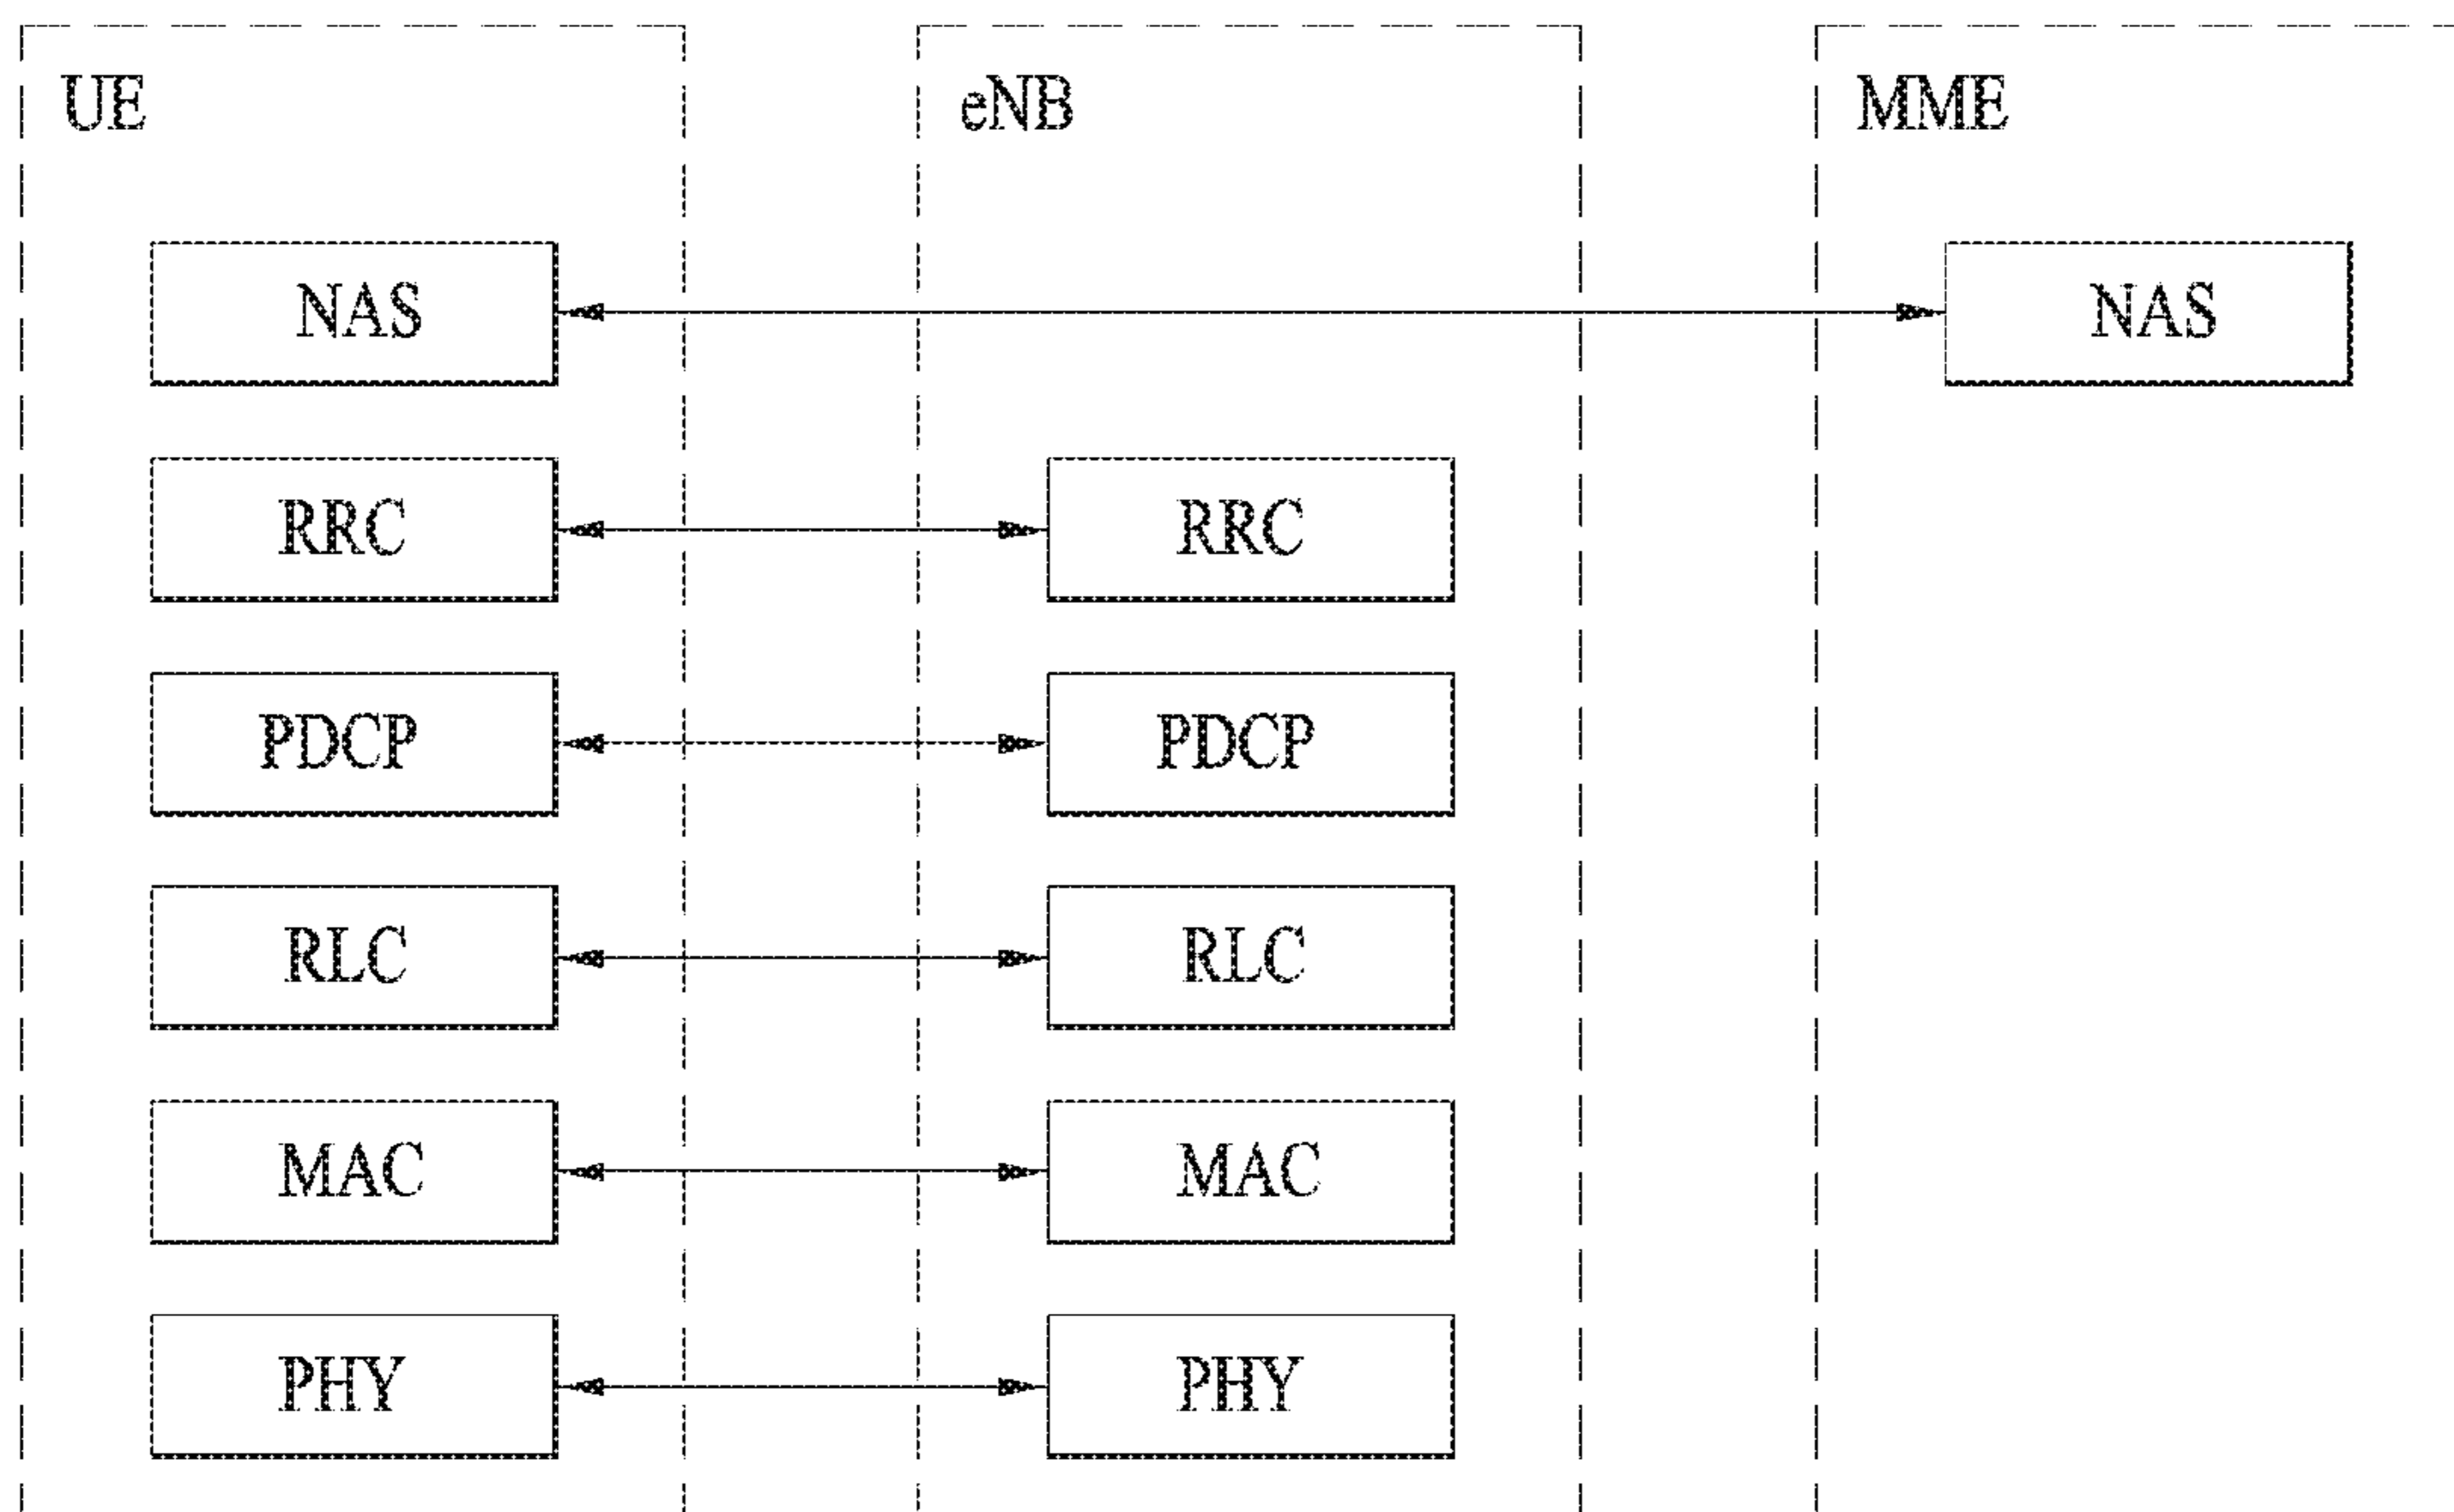 UE eNB MME
NAS NAS
RRC RRC
PDCP PDCP
RLC RLC
MAC MAC
PHY PHY